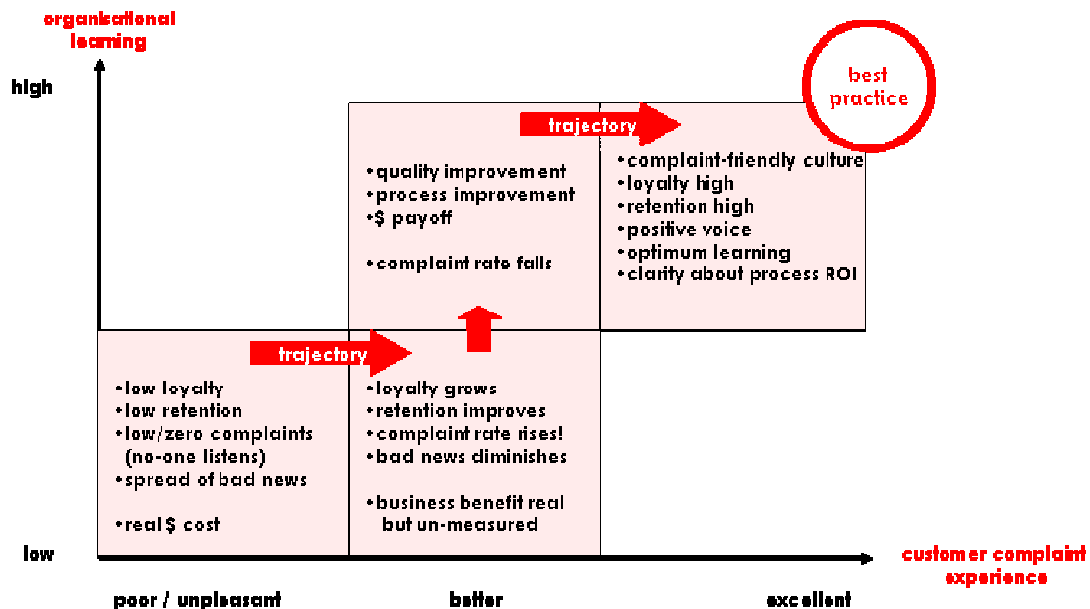 organisational
learning
high
best
practice
trajectory
•quality improvement
•process improvement
•$ payoff
•complaint rate falls
•complaint-friendly culture
•loyalty high
•retention high
•positive voice
•optimum learning
•clarity about process ROI
trajectory
•low loyalty
•low retention
•low/zero complaints
(no-one listens)
•spread of bad news
•real $ cost
•loyalty grows
•retention improves
•complaint rate rises!
•bad news diminishes
•business benefit real
but un-measured
low
customer complaint
experience
poor / unpleasant
better
excellent